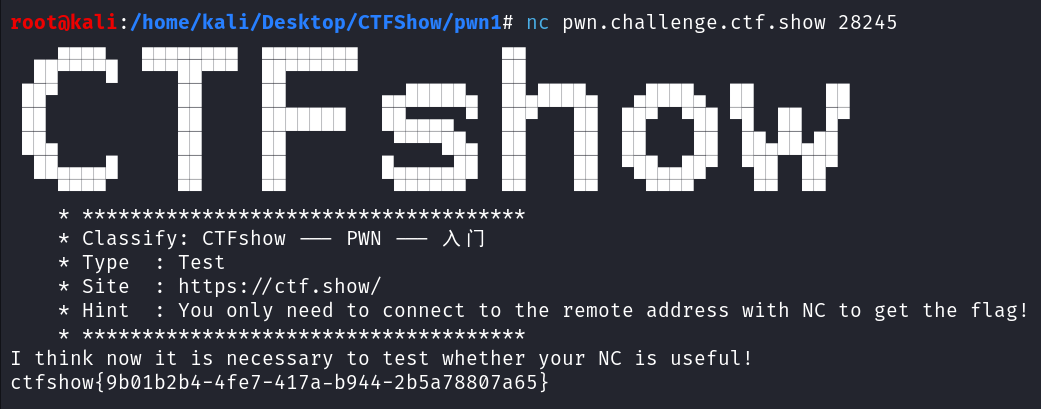 root@kali:/home/kali/Desktop/CTFShow/pwn1# nc pwn.challenge.ctf.show 28245
CTFshow
* *************************************
* Classify: CTFshow --- PWN --- 入门
* Type  : Test
* Site  : https://ctf.show/
* Hint  : You only need to connect to the remote address with NC to get the flag!
* *************************************
I think now it is necessary to test whether your NC is useful!
ctfshow{9b01b2b4-4fe7-417a-b944-2b5a78807a65}